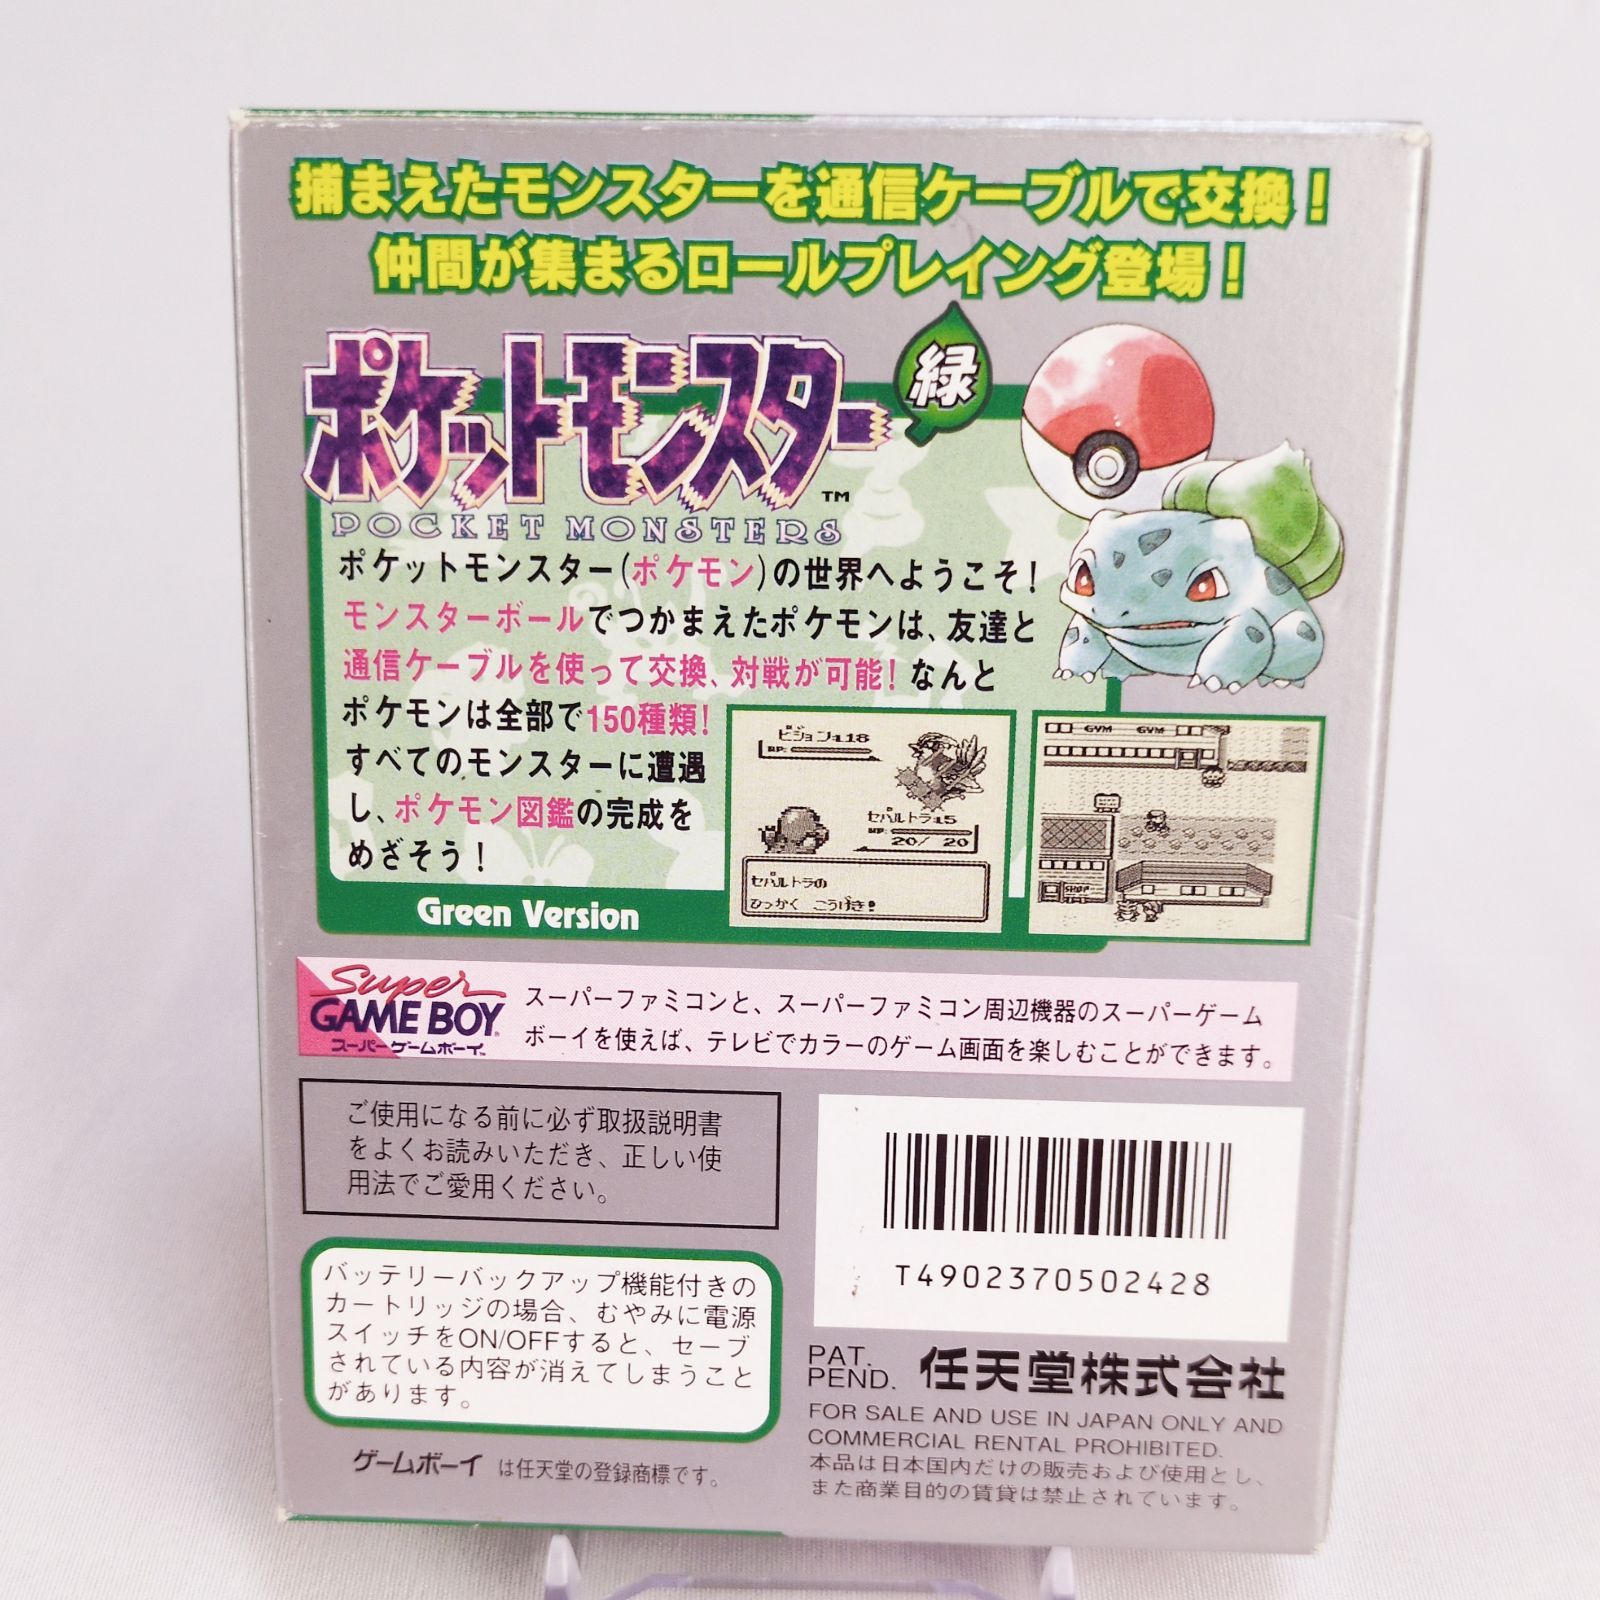 捕まえたモンスターを通信ケーブルで交換！
仲間が集まるロールプレイング登場！
ポケットモンスター
緑
TM
POCKET MONSTERS
ポケットモンスター(ポケモン)の世界へようこそ！
モンスターボールでつかまえたポケモンは、友達と
通信ケーブルを使って交換、対戦が可能！なんと
ポケモンは全部で150種類！
すべてのモンスターに遭遇
し、ポケモン図鑑の完成を
めざそう！
Green Version
ピジョン :L18
HP:
セパルトラ :L5
HP:
20/ 20
セパルトラの
ひっかく こうげき！
GYM GYM
SHOP
Super
GAME BOY
スーパーゲームボーイ
スーパーファミコンと、スーパーファミコン周辺機器のスーパーゲーム
ボーイを使えば、テレビでカラーのゲーム画面を楽しむことができます。
ご使用になる前に必ず取扱説明書
をよくお読みいただき、正しい使
用法でご愛用ください。
T4902370502428
バッテリーバックアップ機能付きの
カートリッジの場合、むやみに電源
スイッチをON/OFFすると、セーブ
されている内容が消えてしまうこと
があります。
ゲームボーイ は任天堂の登録商標です。
PAT.
PEND. 任天堂株式会社
FOR SALE AND USE IN JAPAN ONLY AND
COMMERCIAL RENTAL PROHIBITED.
本品は日本国内だけの販売および使用とし、
また商業目的の賃貸は禁止されています。